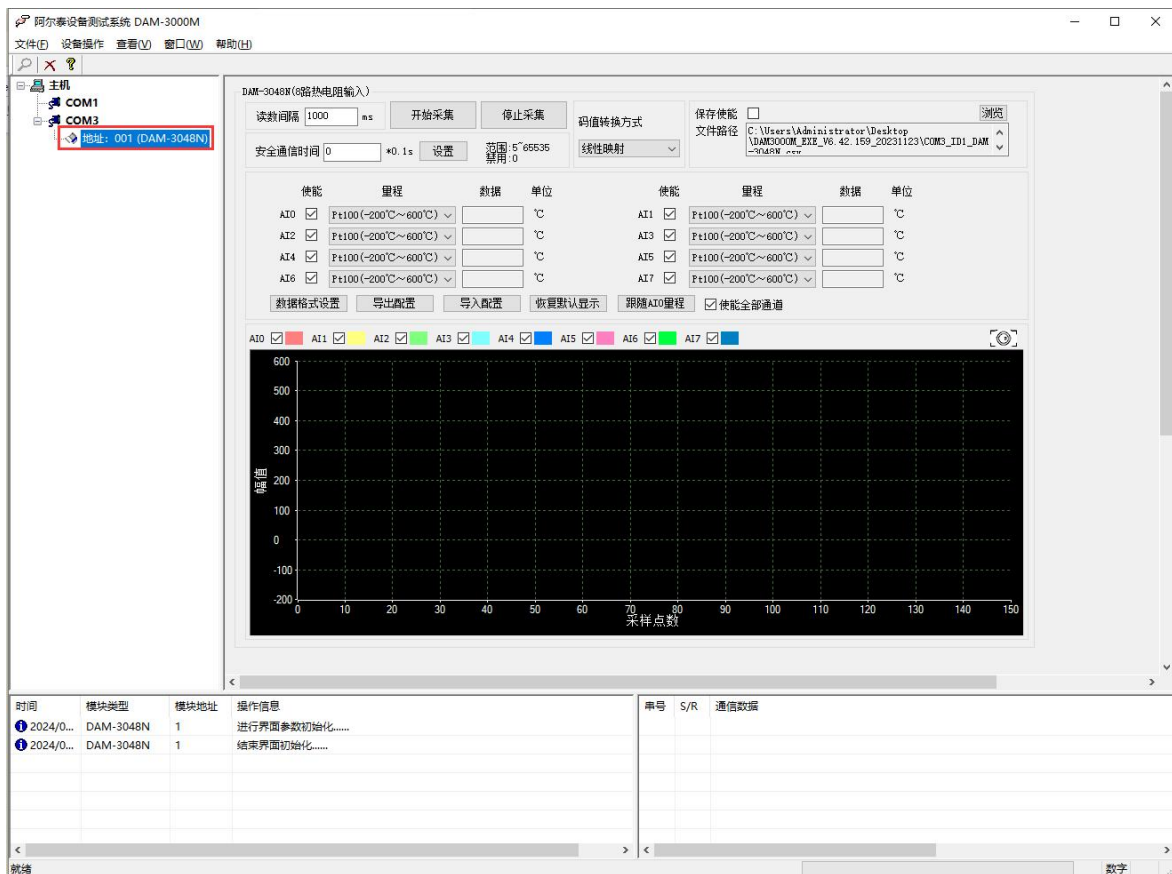 阿尔泰设备测试系统 DAM-3000M
文件(F) 设备操作 查看(V) 窗口(W) 帮助(H)
主机
COM1
COM3
地址：001 (DAM-3048N)
DAM-3048N(8路热电阻输入)
读数间隔 1000 ms 开始采集 停止采集
安全通信时间 0 *0.1s 设置 范围:5~65535
禁用:0
码值转换方式
线性映射
保存使能 浏览
文件路径 C:\Users\Administrator\Desktop
\DAM3000M_EXE_V6.42.159_20231123\COM3_ID1_DAM
-3048N.csv
使能 量程 数据 单位 使能 量程 数据 单位
AI0 Pt100(-200℃～600℃) ℃ AI1 Pt100(-200℃～600℃) ℃
AI2 Pt100(-200℃～600℃) ℃ AI3 Pt100(-200℃～600℃) ℃
AI4 Pt100(-200℃～600℃) ℃ AI5 Pt100(-200℃～600℃) ℃
AI6 Pt100(-200℃～600℃) ℃ AI7 Pt100(-200℃～600℃) ℃
数据格式设置 导出配置 导入配置 恢复默认显示 跟随AI0量程 使能全部通道
AI0 AI1 AI2 AI3 AI4 AI5 AI6 AI7
600
500
400
300
200
100
0
-100
-200
幅值
0 10 20 30 40 50 60 70 80 90 100 110 120 130 140 150
采样点数
时间 模块类型 模块地址 操作信息
2024/0... DAM-3048N 1 进行界面参数初始化......
2024/0... DAM-3048N 1 结束界面初始化......
串号 S/R 通信数据
就绪 数字